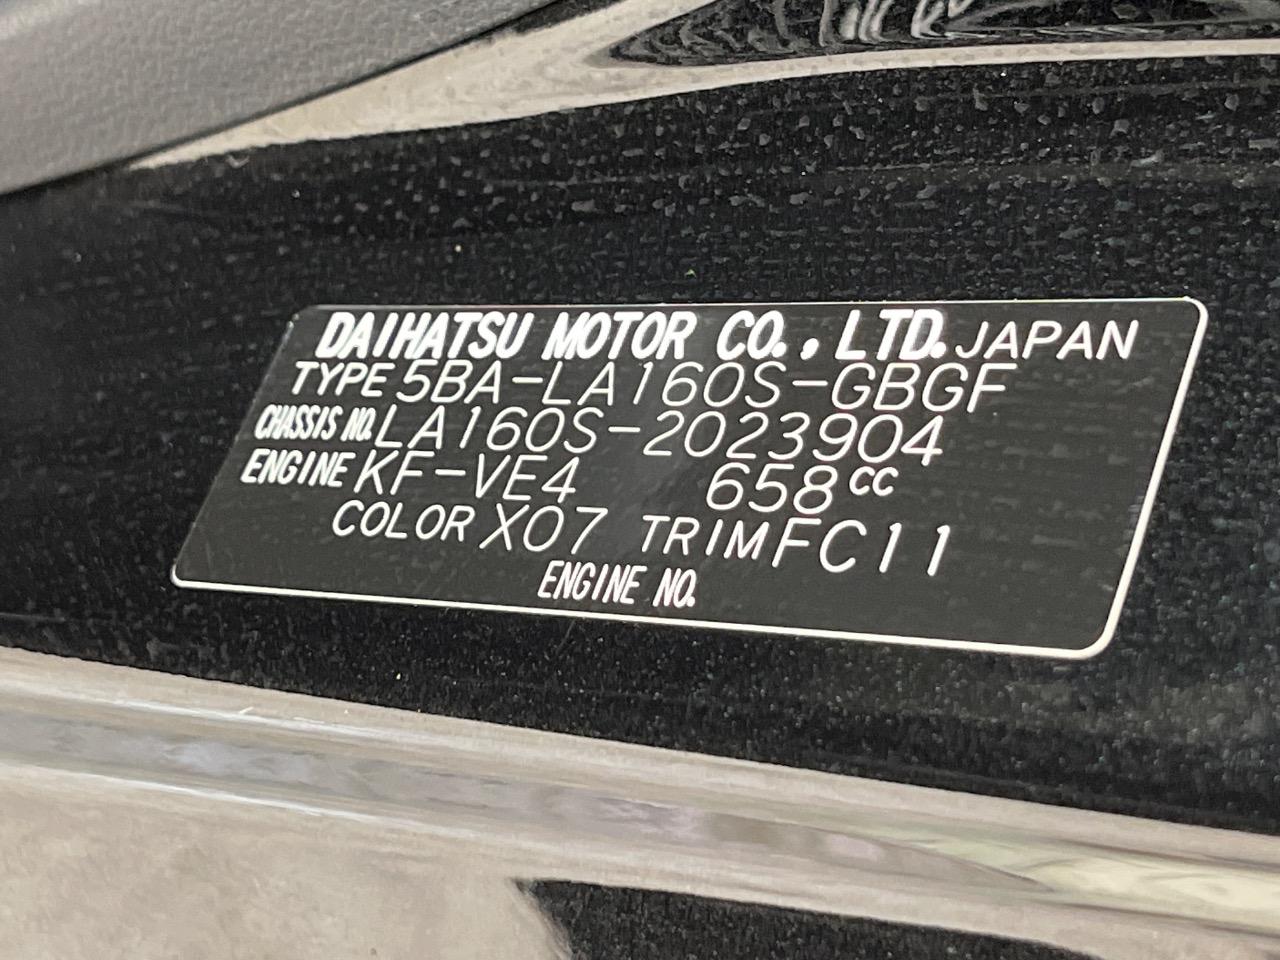 DAIHATSU MOTOR CO., LTD. JAPAN
TYPE 5BA-LA160S-GBGF
CHASSIS NO. LA160S-2023904
ENGINE KF-VE4 658cc
COLOR X07 TRIM FC11
ENGINE NO.